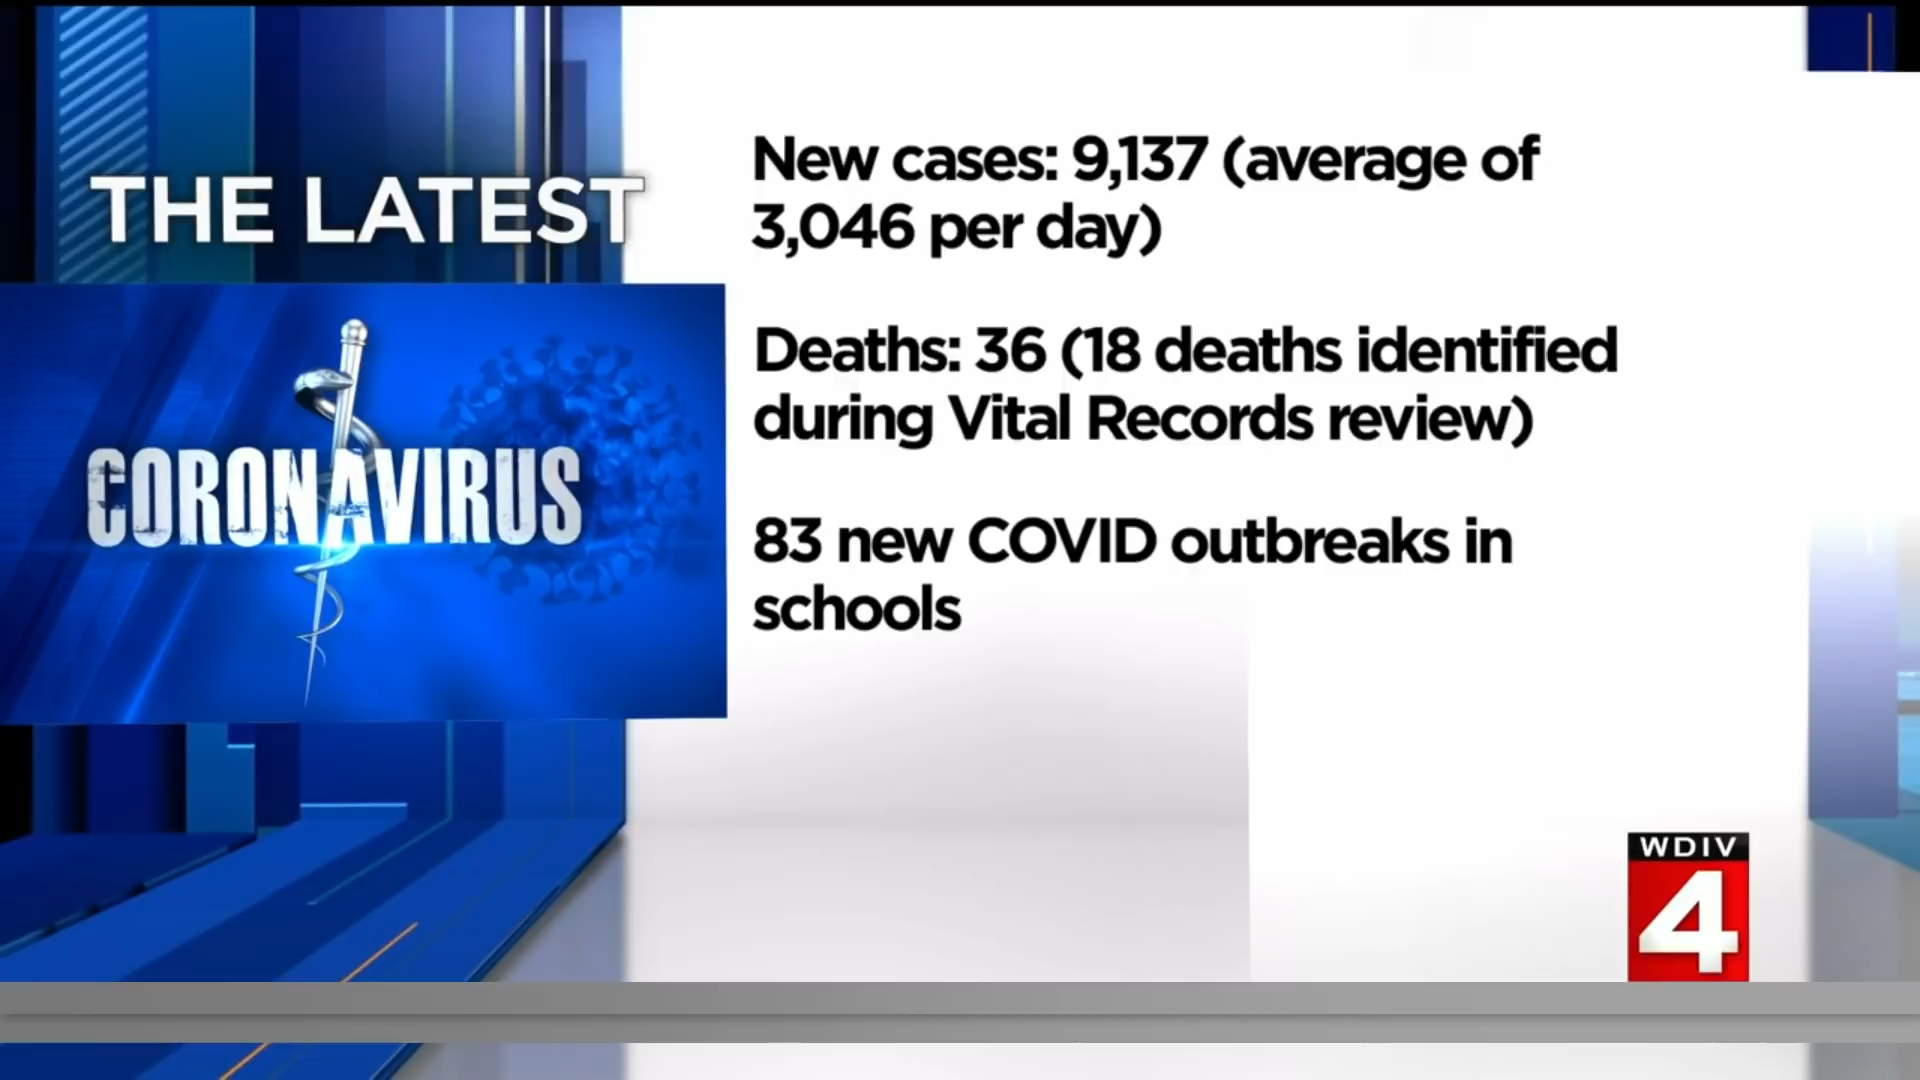 THE LATEST
CORONAVIRUS
New cases: 9,137 (average of
3,046 per day)
Deaths: 36 (18 deaths identified
during Vital Records review)
83 new COVID outbreaks in
schools
WDIV
4